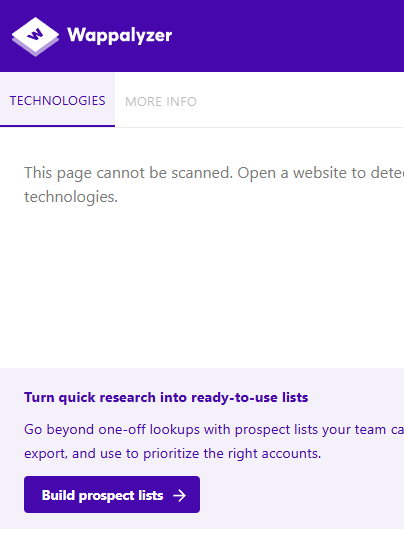 Wappalyzer
TECHNOLOGIES MORE INFO
This page cannot be scanned. Open a website to dete
technologies.
Turn quick research into ready-to-use lists
Go beyond one-off lookups with prospect lists your team ca
export, and use to prioritize the right accounts.
Build prospect lists